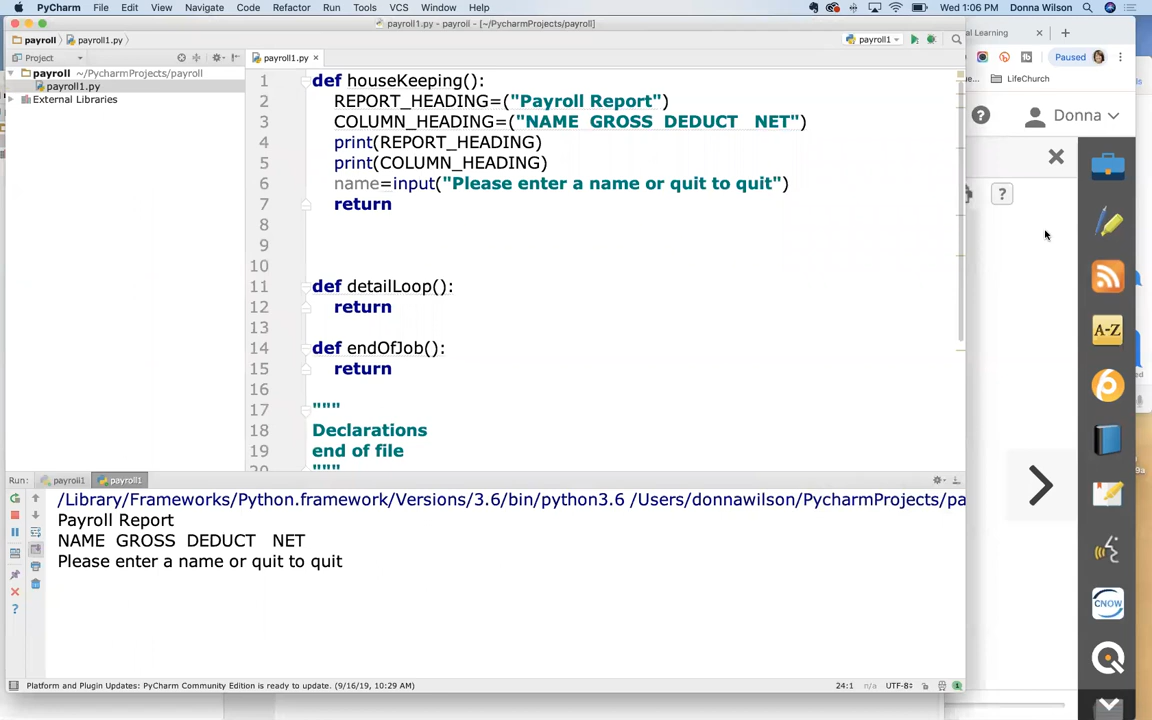 PyCharm File Edit View Navigate Code Refactor Run Tools VCS Window Help Wed 1:06 PM Donna Wilson
payroll1.py - payroll - [~/PycharmProjects/payroll]
payroll payroll1.py payroll1
Project payroll1.py
payroll ~/PycharmProjects/payroll
payroll1.py
External Libraries
1 def houseKeeping():
2 REPORT_HEADING=("Payroll Report")
3 COLUMN_HEADING=("NAME GROSS DEDUCT NET")
4 print(REPORT_HEADING)
5 print(COLUMN_HEADING)
6 name=input("Please enter a name or quit to quit")
7 return
8
9
10
11 def detailLoop():
12 return
13
14 def endOfJob():
15 return
16
17 """
18 Declarations
19 end of file
20 """
Run: payroll1 payroll1
/Library/Frameworks/Python.framework/Versions/3.6/bin/python3.6 /Users/donnawilson/PycharmProjects/pa
Payroll Report
NAME GROSS DEDUCT NET
Please enter a name or quit to quit
Platform and Plugin Updates: PyCharm Community Edition is ready to update. (9/16/19, 10:29 AM) 24:1 n/a UTF-8
al Learning
Paused
LifeChurch
Donna
A-Z
CNOW